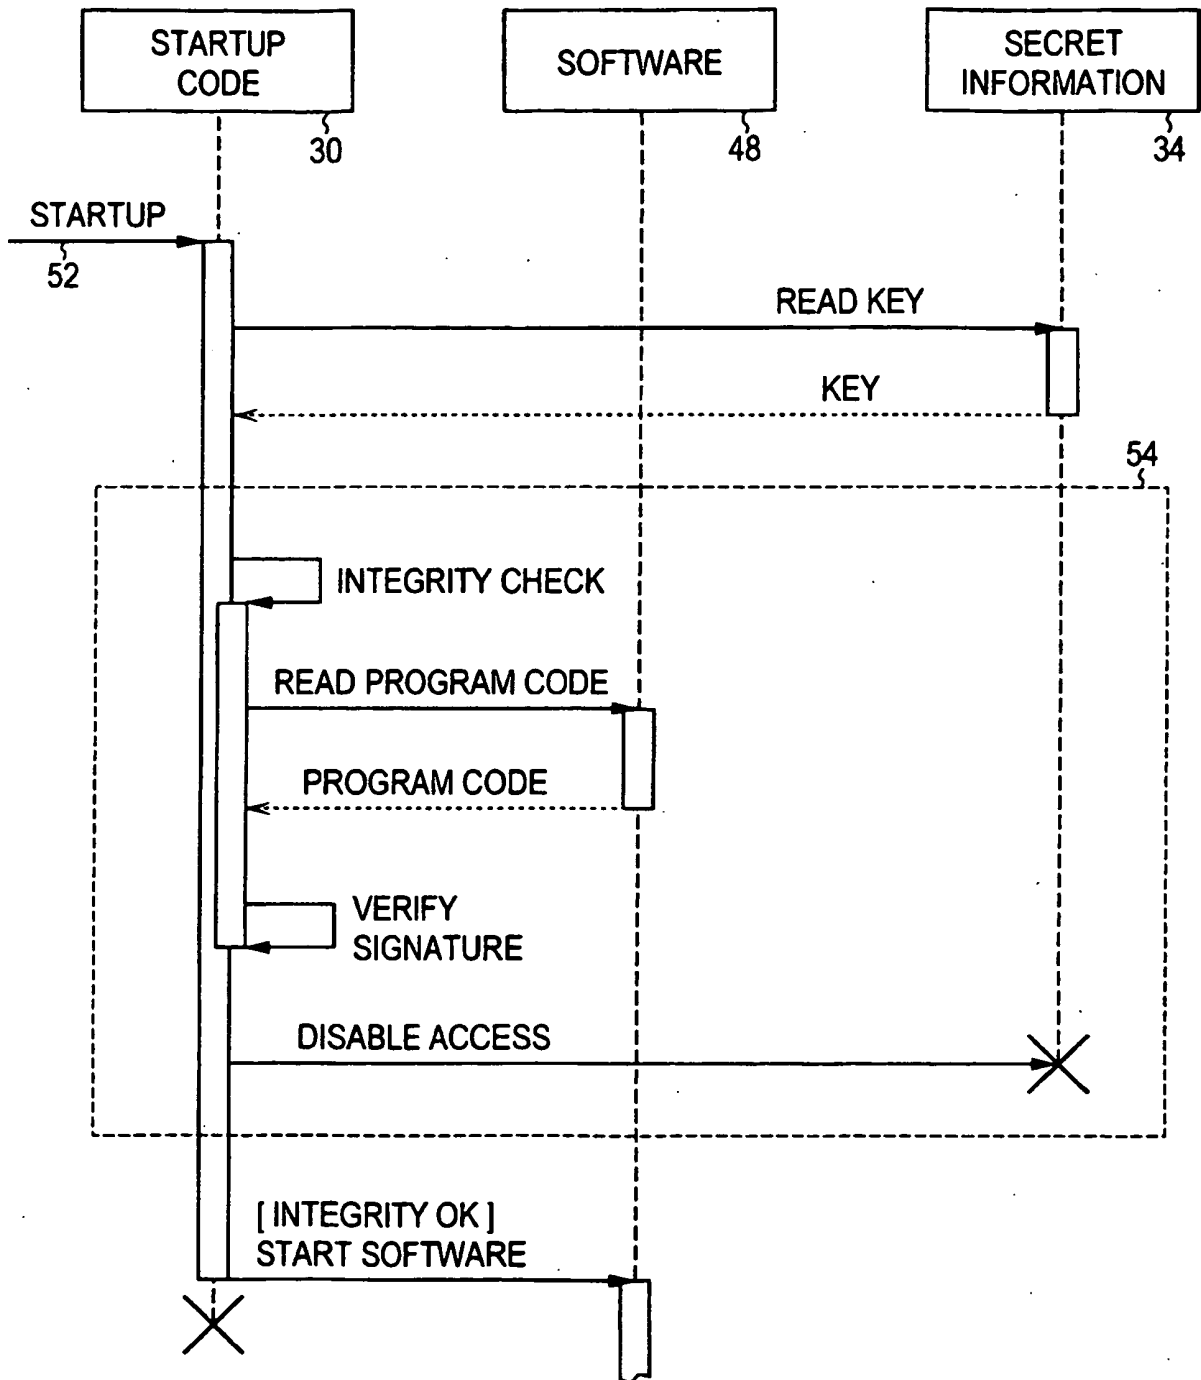 STARTUP
CODE
SOFTWARE
SECRET
INFORMATION
30
48
34
STARTUP
52
READ KEY
KEY
54
INTEGRITY CHECK
READ PROGRAM CODE
PROGRAM CODE
VERIFY
SIGNATURE
DISABLE ACCESS
[ INTEGRITY OK ]
START SOFTWARE